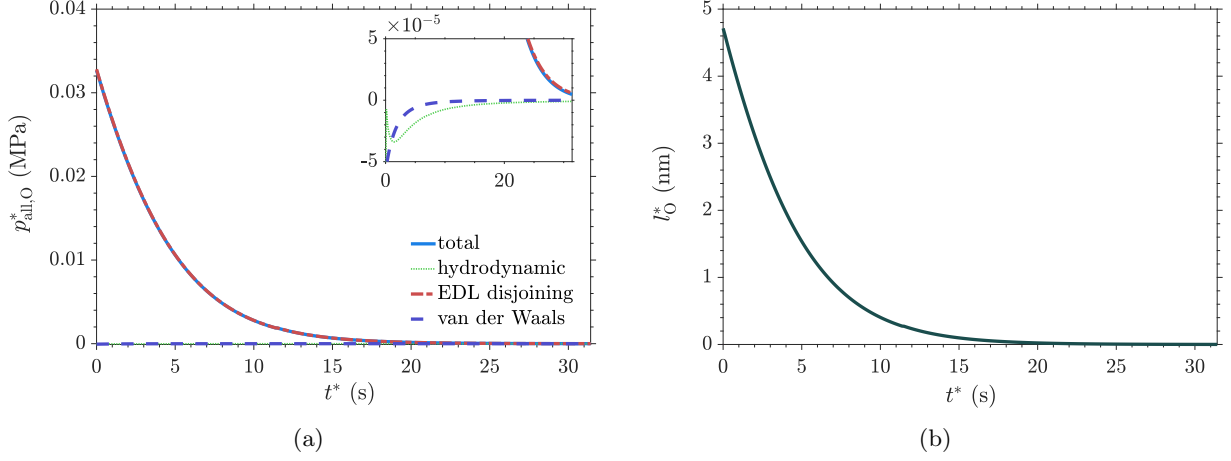 0.04
0.03
0.02
0.01
0
p*all,O (MPa)
0 5 10 15 20 25 30
t* (s)
×10−5
5
0
-5
0 20
total
hydrodynamic
EDL disjoining
van der Waals
(a)
5
4
3
2
1
0
l*O (nm)
0 5 10 15 20 25 30
t* (s)
(b)